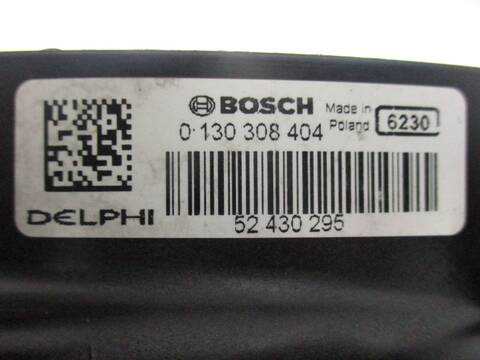 BOSCH
Made in
Poland
6230
0 130 308 404
DELPHI
52 430 295